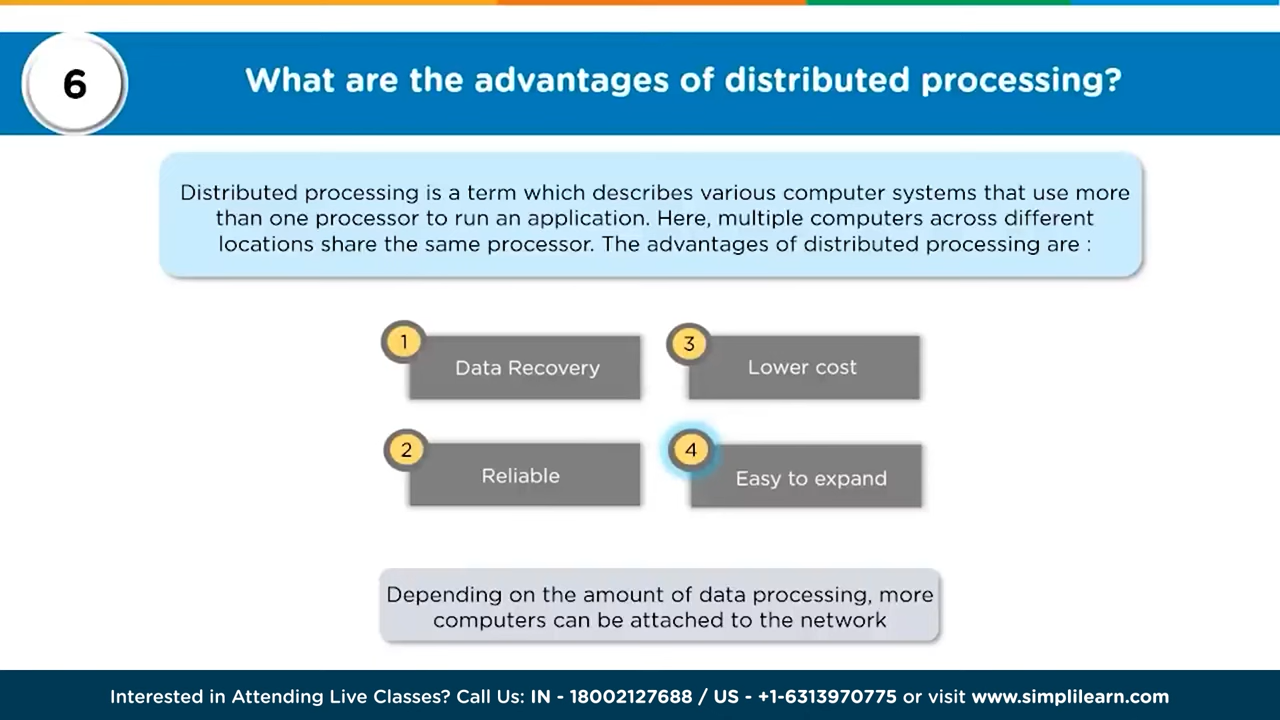 6
What are the advantages of distributed processing?
Distributed processing is a term which describes various computer systems that use more
than one processor to run an application. Here, multiple computers across different
locations share the same processor. The advantages of distributed processing are :
1
Data Recovery
2
Reliable
3
Lower cost
4
Easy to expand
Depending on the amount of data processing, more
computers can be attached to the network
Interested in Attending Live Classes? Call Us: IN - 18002127688 / US - +1-6313970775 or visit www.simplilearn.com